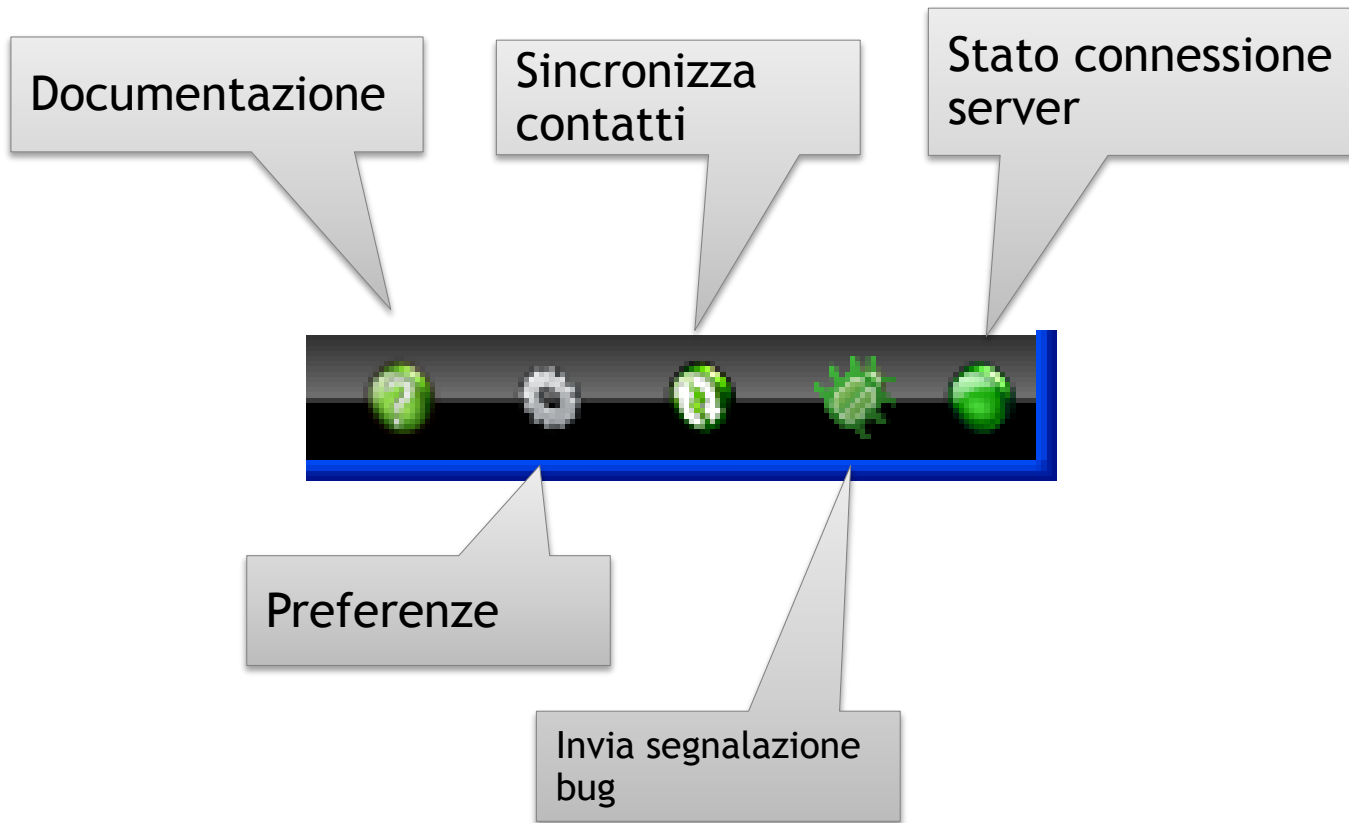 Documentazione
Sincronizza
contatti
Stato connessione
server
?
Preferenze
Invia segnalazione
bug